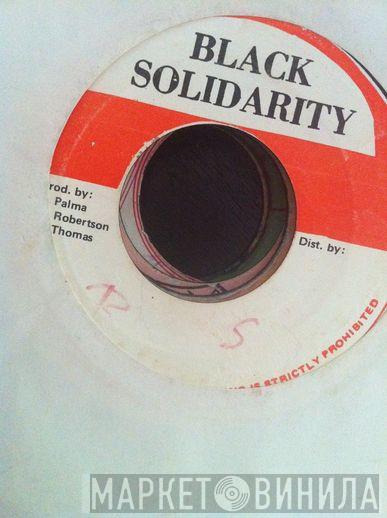 BLACK
SOLIDARITY
rod. by:
Palma
Robertson
Thomas
Dist. by:
R S
IS STRICTLY PROHIBITED
МАРКЕТ ВИНИЛА